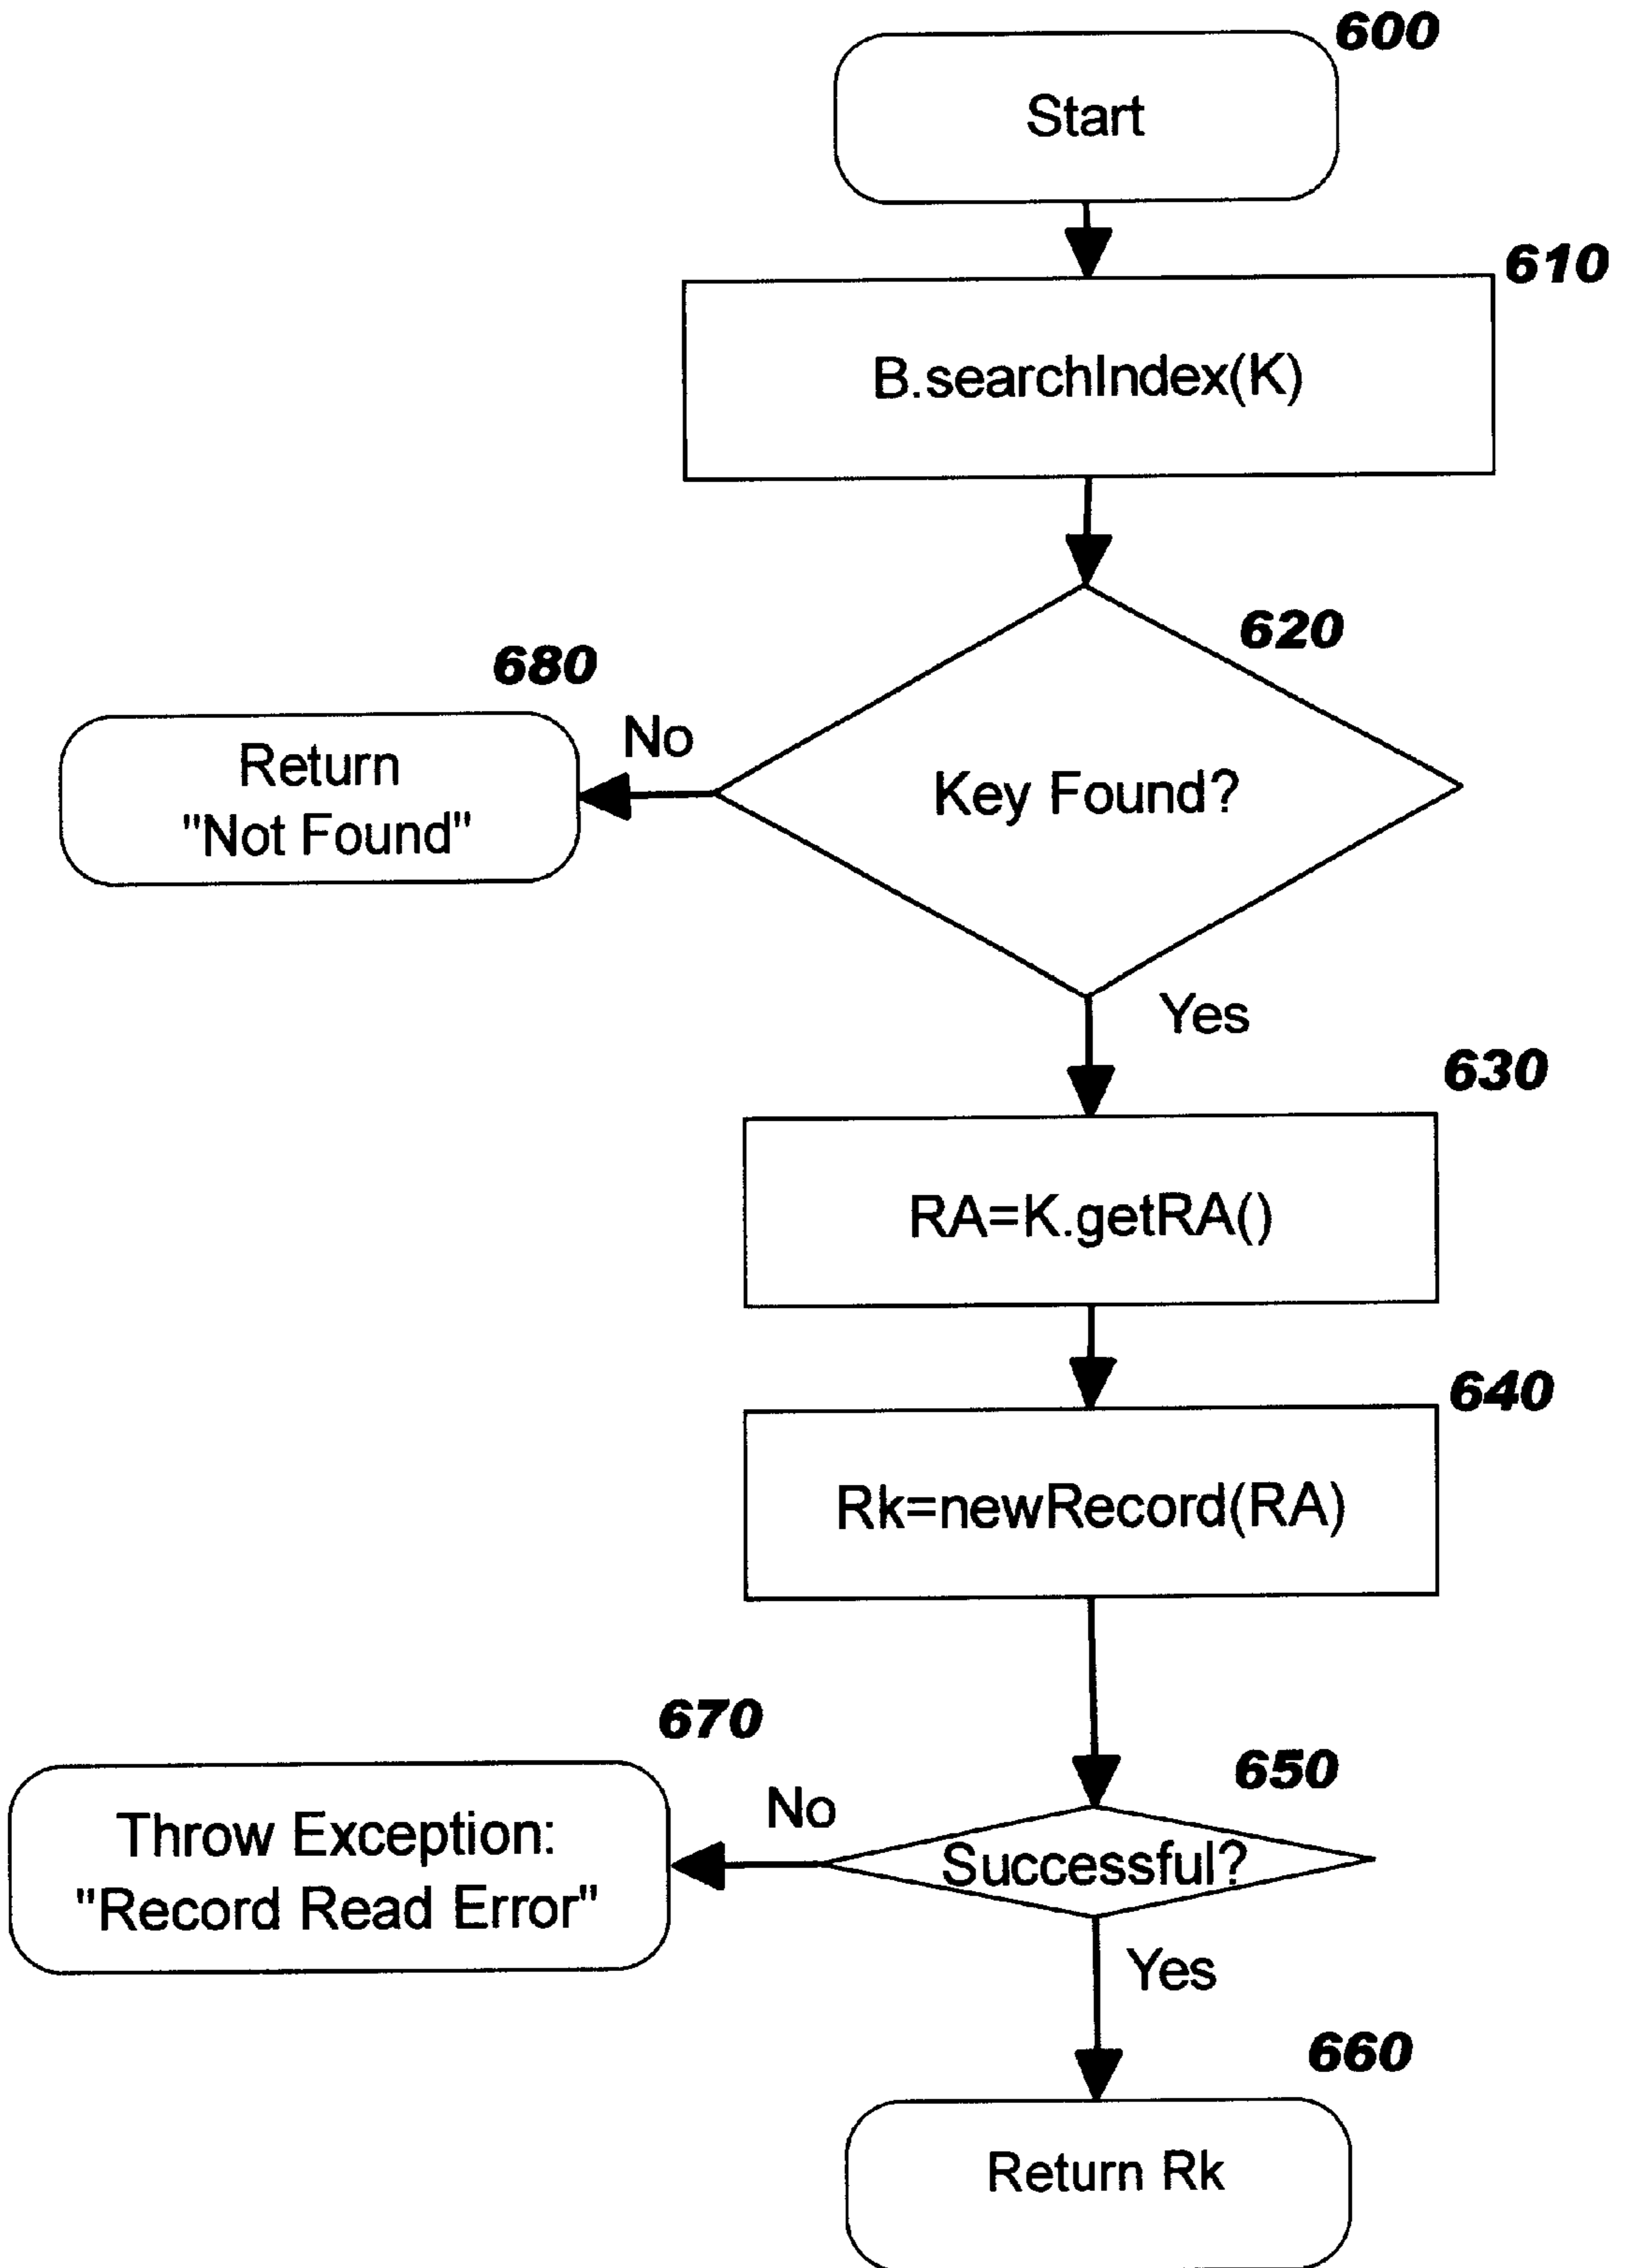 600
Start
610
B.searchIndex(K)
620
680
No
Return
"Not Found"
Key Found?
Yes
630
RA=K.getRA()
640
Rk=newRecord(RA)
670
650
No
Throw Exception:
"Record Read Error"
Successful?
Yes
660
Return Rk